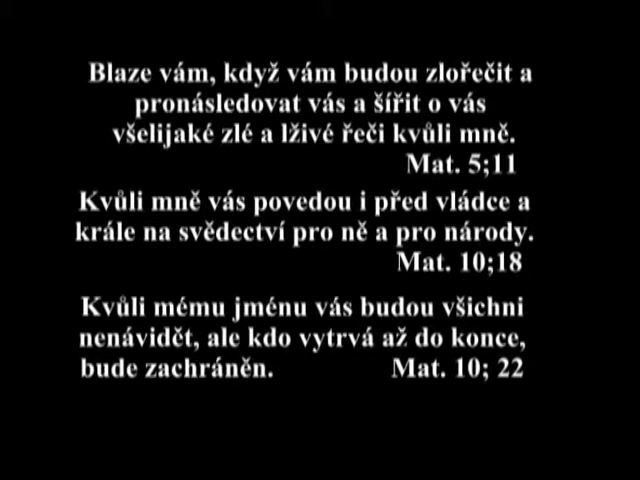 Blaze vám, když vám budou zlořečit a
pronásledovat vás a šířit o vás
všelijaké zlé a lživé řeči kvůli mně.
Mat. 5;11
Kvůli mně vás povedou i před vládce a
krále na svědectví pro ně a pro národy.
Mat. 10;18
Kvůli mému jménu vás budou všichni
nenávidět, ale kdo vytrvá až do konce,
bude zachráněn. Mat. 10; 22